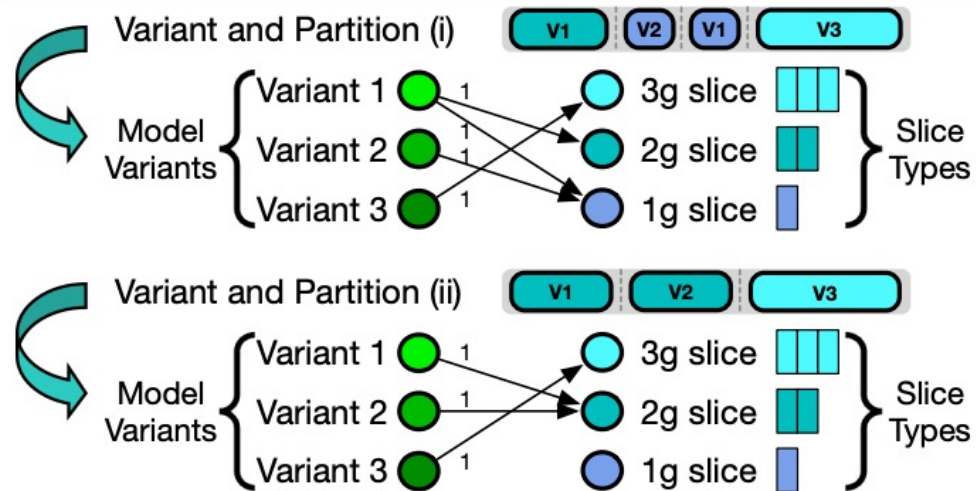 Variant and Partition (i)
V1 V2 V1 V3
Variant 1 1 3g slice
Model Variants
1
Variant 2 1 2g slice
Slice Types
Variant 3 1 1g slice
Variant and Partition (ii)
V1 V2 V3
Variant 1 1 3g slice
Model Variants
Variant 2 1 2g slice
Slice Types
Variant 3 1 1g slice